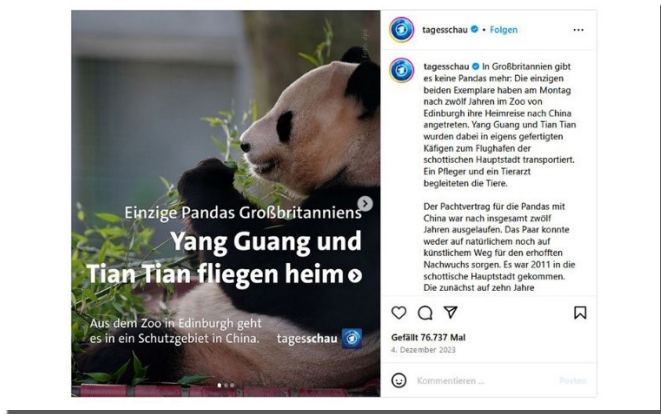 Einzige Pandas Großbritanniens
Yang Guang und
Tian Tian fliegen heim
Aus dem Zoo in Edinburgh geht
es in ein Schutzgebiet in China. tagesschau
tagesschau • Folgen
tagesschau In Großbritannien gibt
es keine Pandas mehr: Die einzigen
beiden Exemplare haben am Montag
nach zwölf Jahren im Zoo von
Edinburgh ihre Heimreise nach China
angetreten. Yang Guang und Tian Tian
wurden dabei in eigens gefertigten
Käfigen zum Flughafen der
schottischen Hauptstadt transportiert.
Ein Pfleger und ein Tierarzt
begleiteten die Tiere.
Der Pachtvertrag für die Pandas mit
China war nach insgesamt zwölf
Jahren ausgelaufen. Das Paar konnte
weder auf natürlichem noch auf
künstlichem Weg für den erhofften
Nachwuchs sorgen. Es war 2011 in die
schottische Hauptstadt gekommen.
Die zunächst auf zehn Jahre
Gefällt 76.737 Mal
4. Dezember 2023
Kommentieren ...
Posten